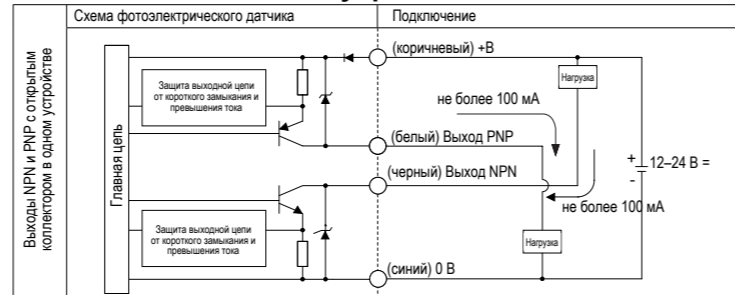 Схема фотоэлектрического датчика
Подключение
Выходы NPN и PNP с открытым
коллектором в одном устройстве
Главная цепь
Защита выходной цепи
от короткого замыкания и
превышения тока
(коричневый) +В
Нагрузка
не более 100 мА
(белый) Выход PNP
(черный) Выход NPN
+
-
12–24 В =
не более 100 мА
Защита выходной цепи
от короткого замыкания и
превышения тока
Нагрузка
(синий) 0 В